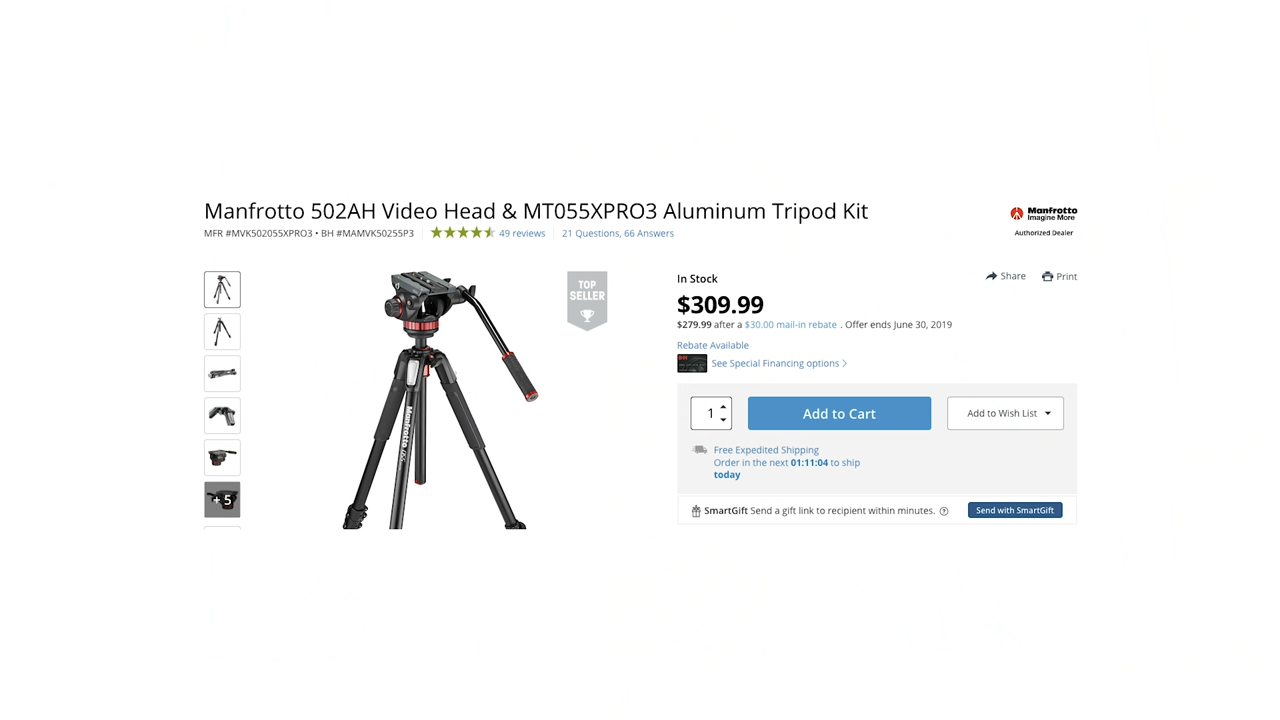 Manfrotto 502AH Video Head & MT055XPRO3 Aluminum Tripod Kit
MFR #MVK502055XPRO3 • BH #MAMVK50255P3
49 reviews
21 Questions, 66 Answers
Manfrotto
Imagine More
Authorized Dealer
TOP
SELLER
Manfrotto
+ 5
In Stock
Share
Print
$309.99
$279.99 after a $30.00 mail-in rebate . Offer ends June 30, 2019
Rebate Available
See Special Financing options
1
Add to Cart
Add to Wish List
Free Expedited Shipping
Order in the next 01:11:04 to ship
today
SmartGift Send a gift link to recipient within minutes. ?
Send with SmartGift